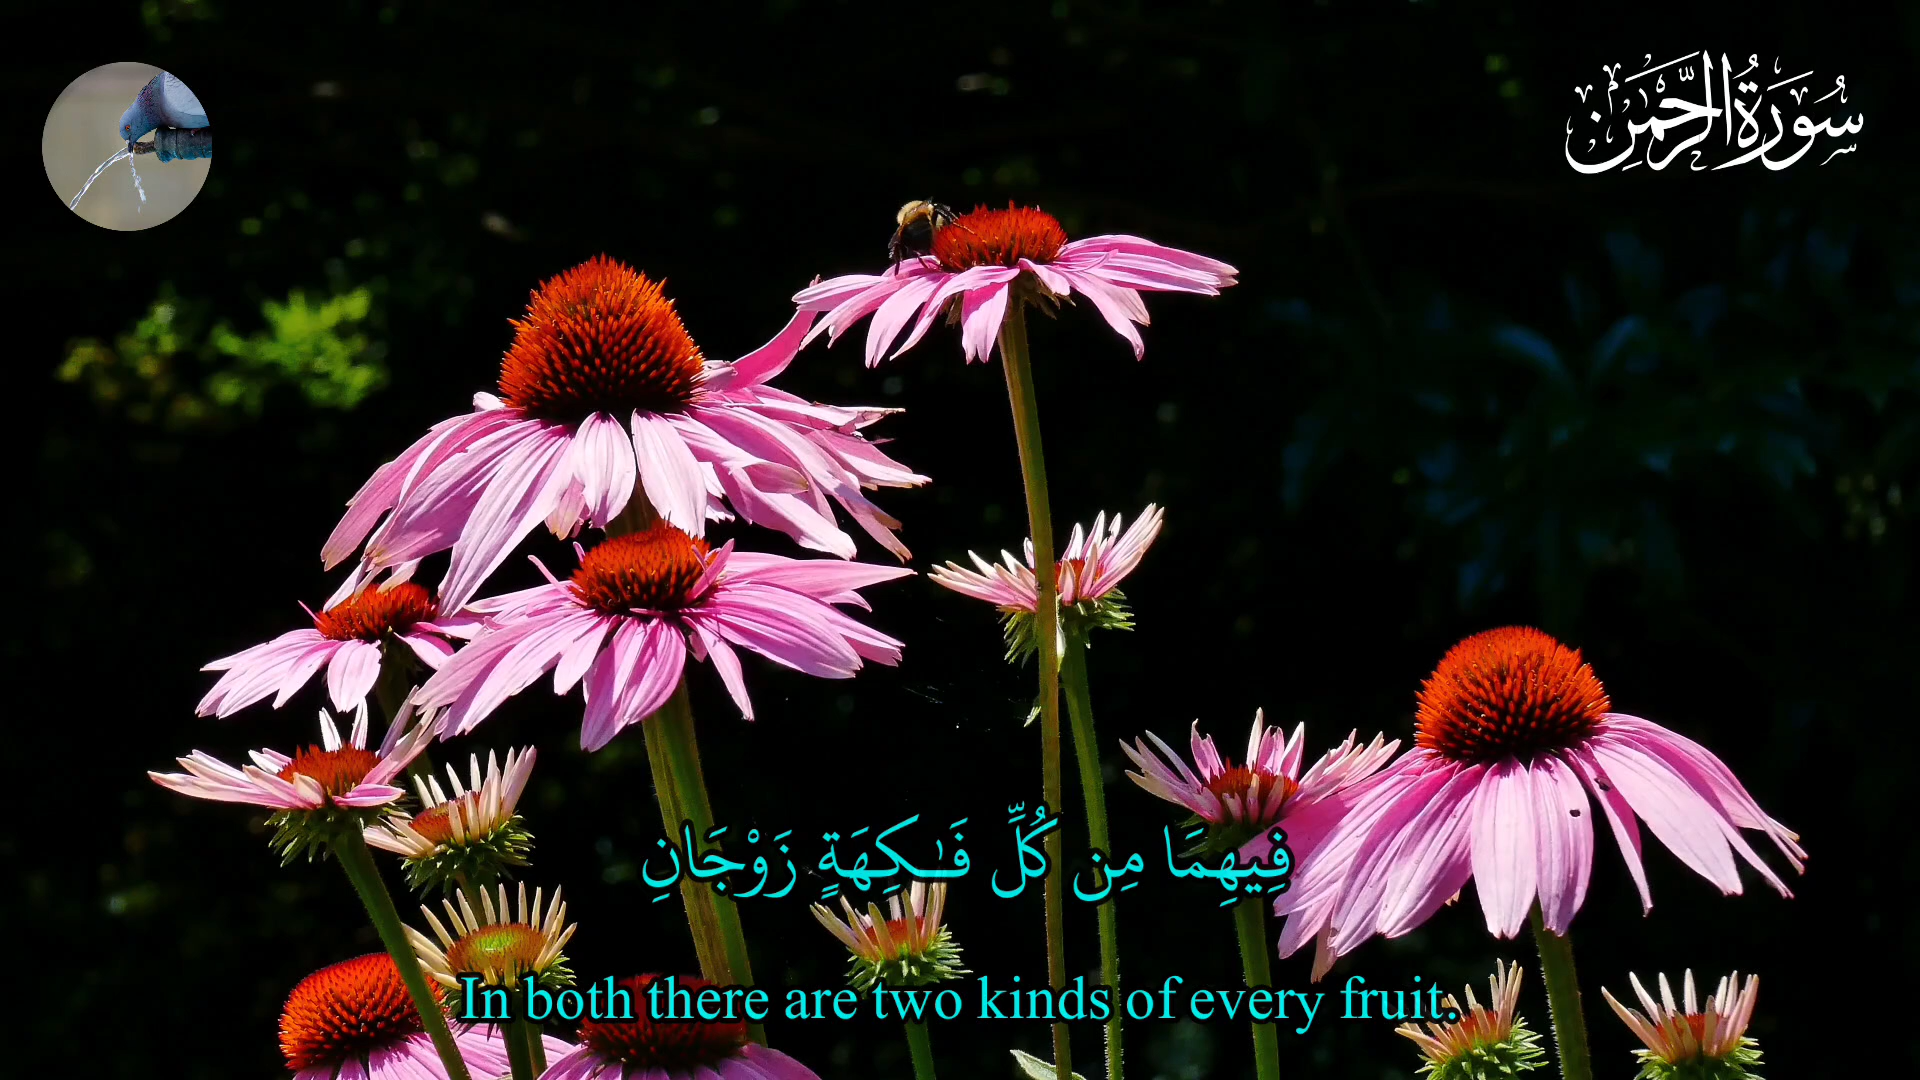 سُورَةُ الرَّحْمَٰن
فِيهِمَا مِن كُلِّ فَـٰكِهَةٍ زَوْجَانِ
In both there are two kinds of every fruit.